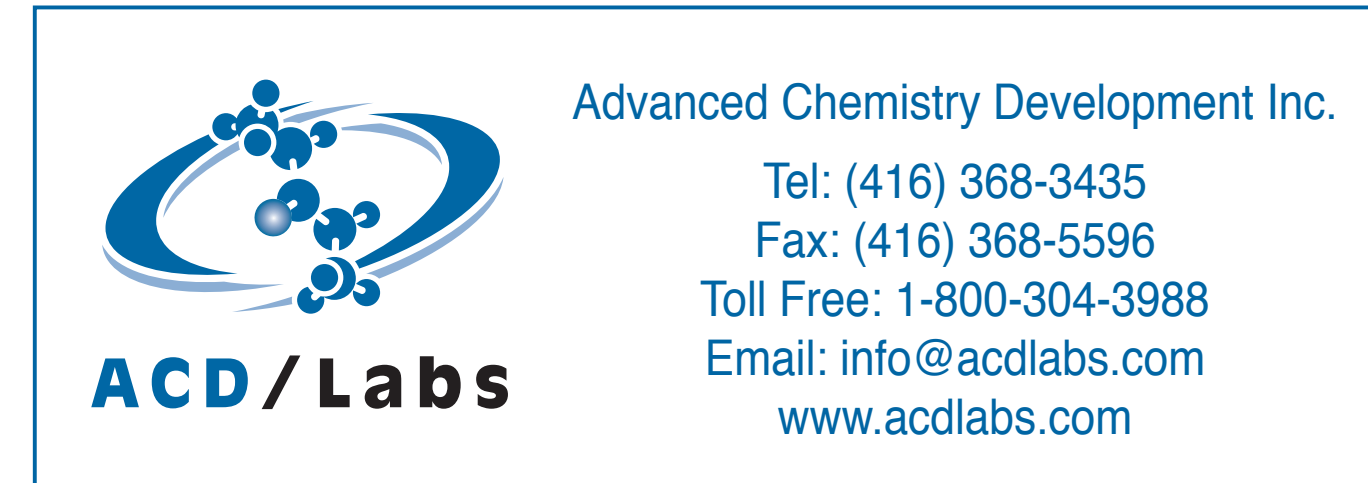 ACD/Labs
Advanced Chemistry Development Inc.
Tel: (416) 368-3435
Fax: (416) 368-5596
Toll Free: 1-800-304-3988
Email: info@acdlabs.com
www.acdlabs.com